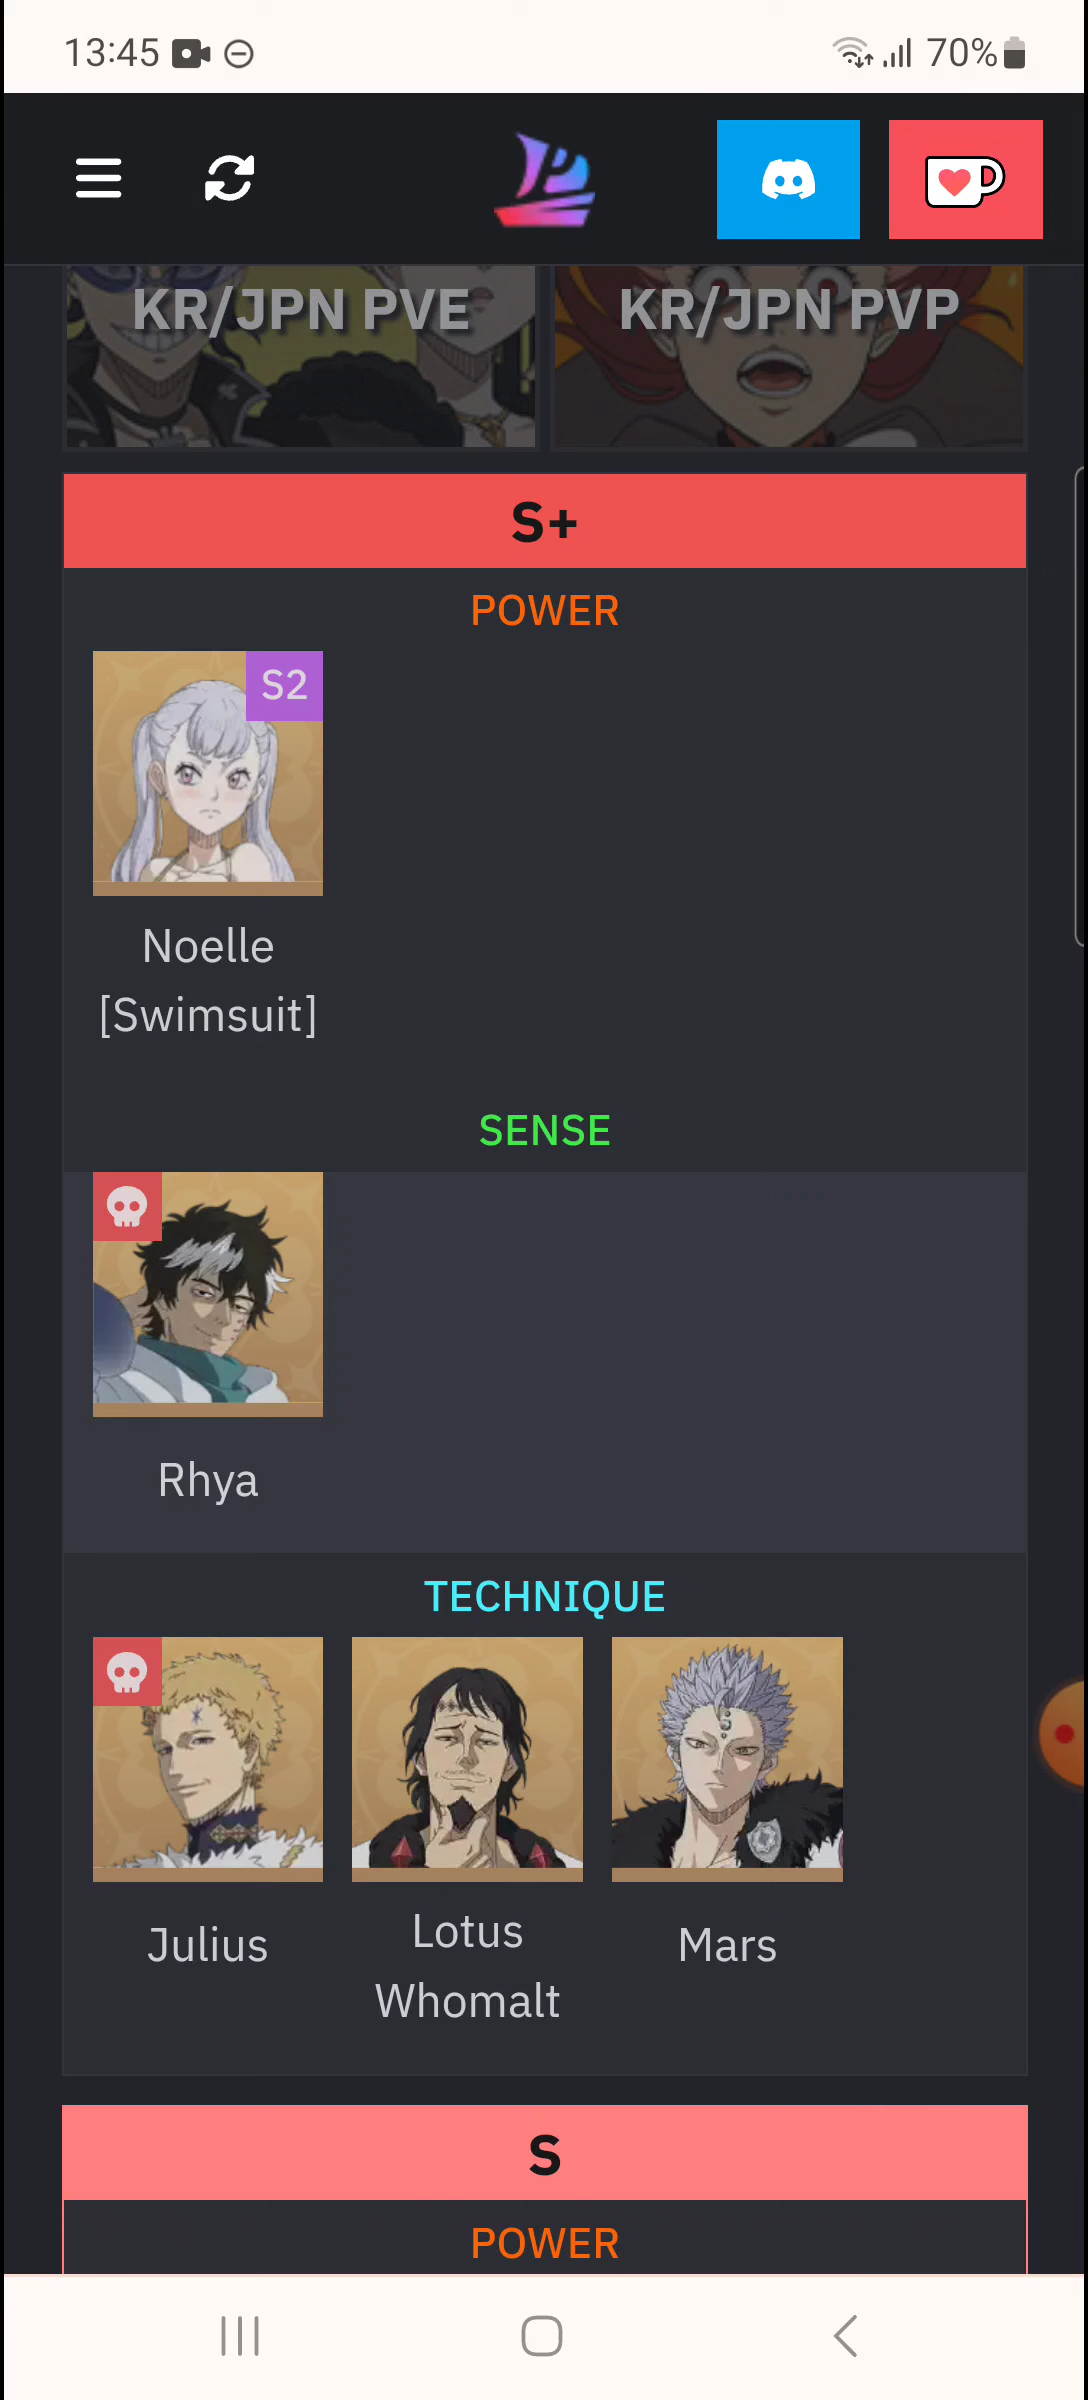 13:45
70%
KR/JPN PVE
KR/JPN PVP
S+
POWER
S2
Noelle
[Swimsuit]
SENSE
Rhya
TECHNIQUE
Julius
Lotus
Whomalt
Mars
S
POWER